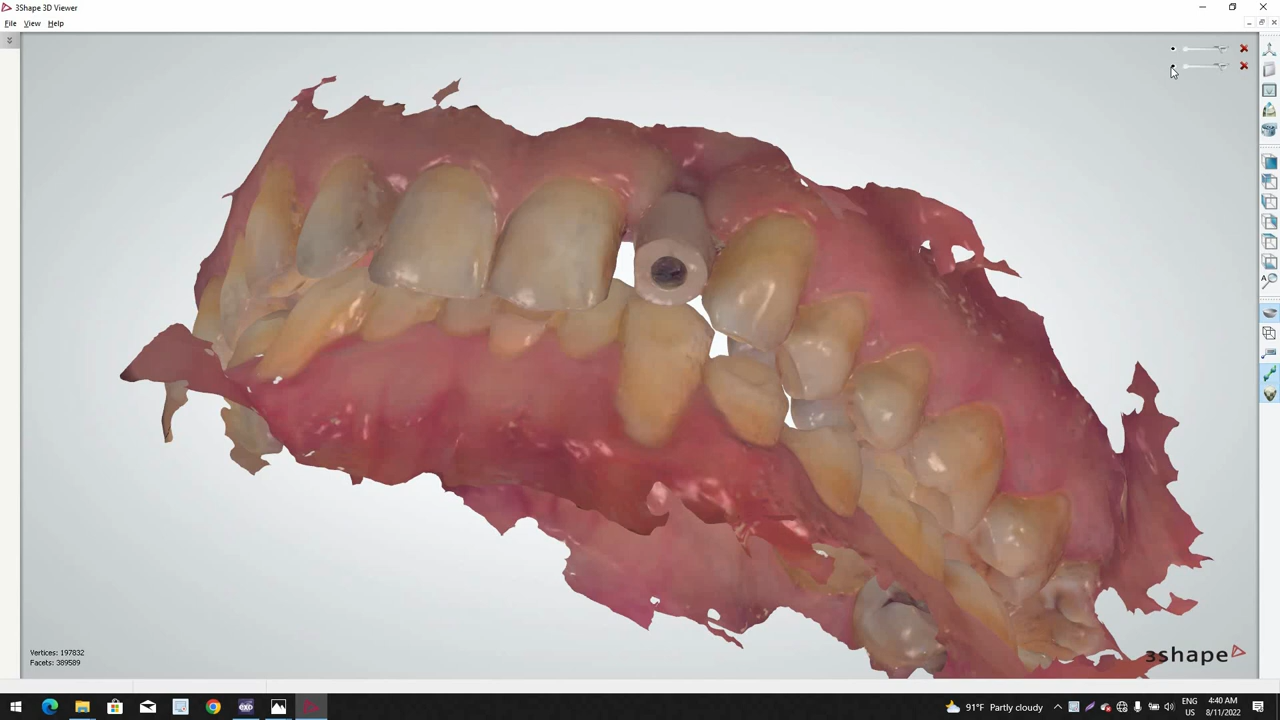 3Shape 3D Viewer
File View Help
Vertices: 197832
Facets: 389589
3shape
exo
91°F Partly cloudy
ENG
US
4:40 AM
8/11/2022